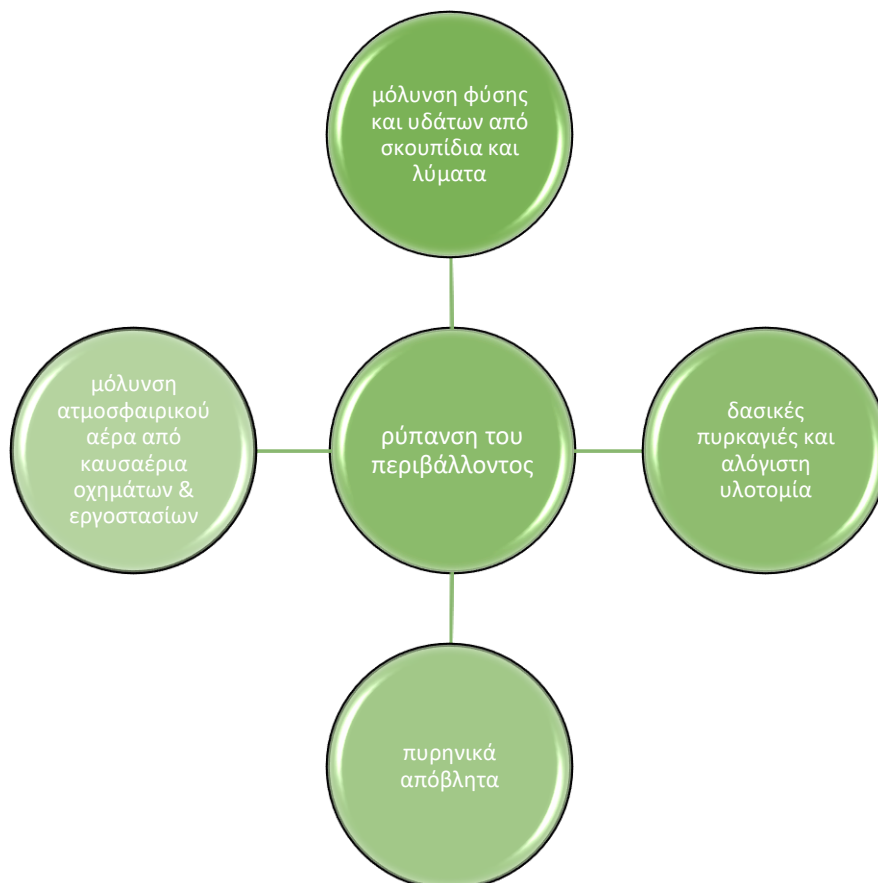 μόλυνση φύσης
και υδάτων από
σκουπίδια και
λύματα
μόλυνση
ατμοσφαιρικού
αέρα από
καυσαέρια
οχημάτων &
εργοστασίων
ρύπανση του
περιβάλλοντος
δασικές
πυρκαγιές και
αλόγιστη
υλοτομία
πυρηνικά
απόβλητα